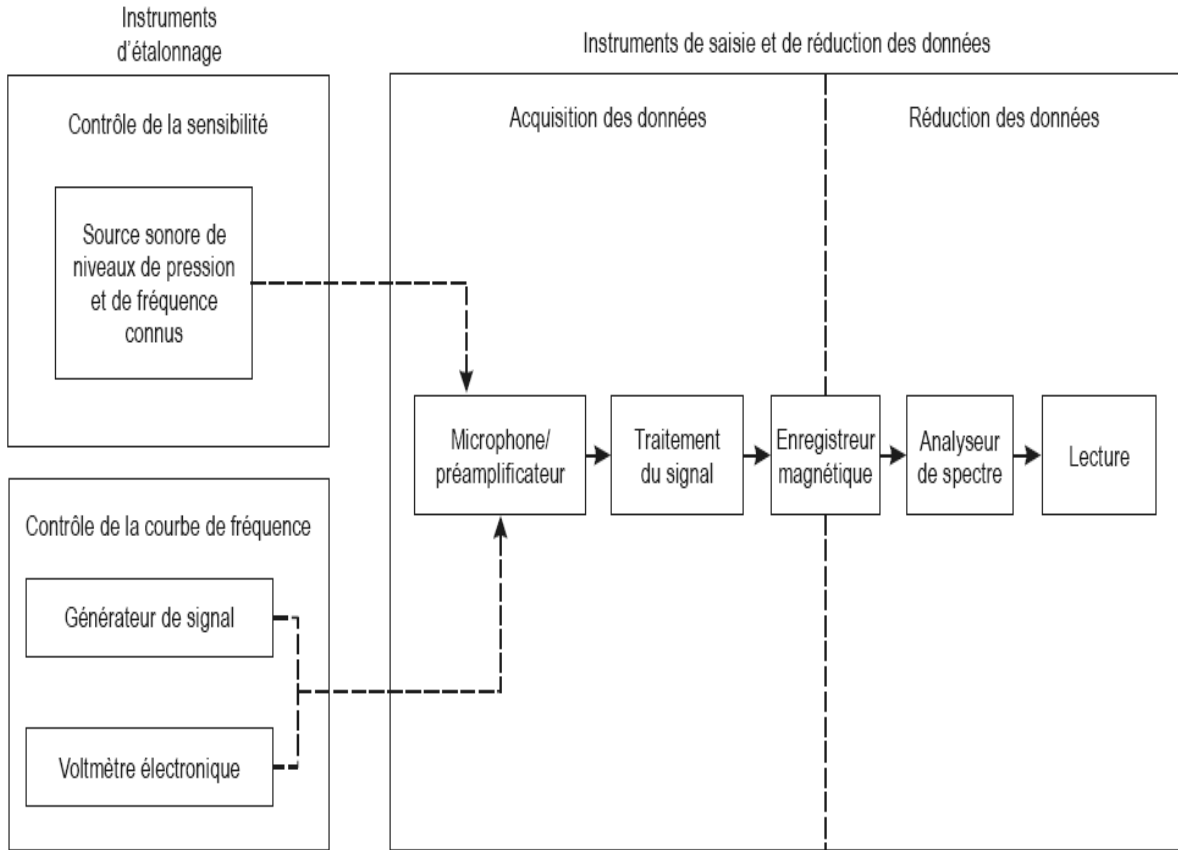 Instruments
d'étalonnage
Instruments de saisie et de réduction des données
Contrôle de la sensibilité
Acquisition des données
Réduction des données
Source sonore de
niveaux de pression
et de fréquence
connus
Microphone/
préamplificateur
Traitement
du signal
Enregistreur
magnétique
Analyseur
de spectre
Lecture
Contrôle de la courbe de fréquence
Générateur de signal
Voltmètre électronique